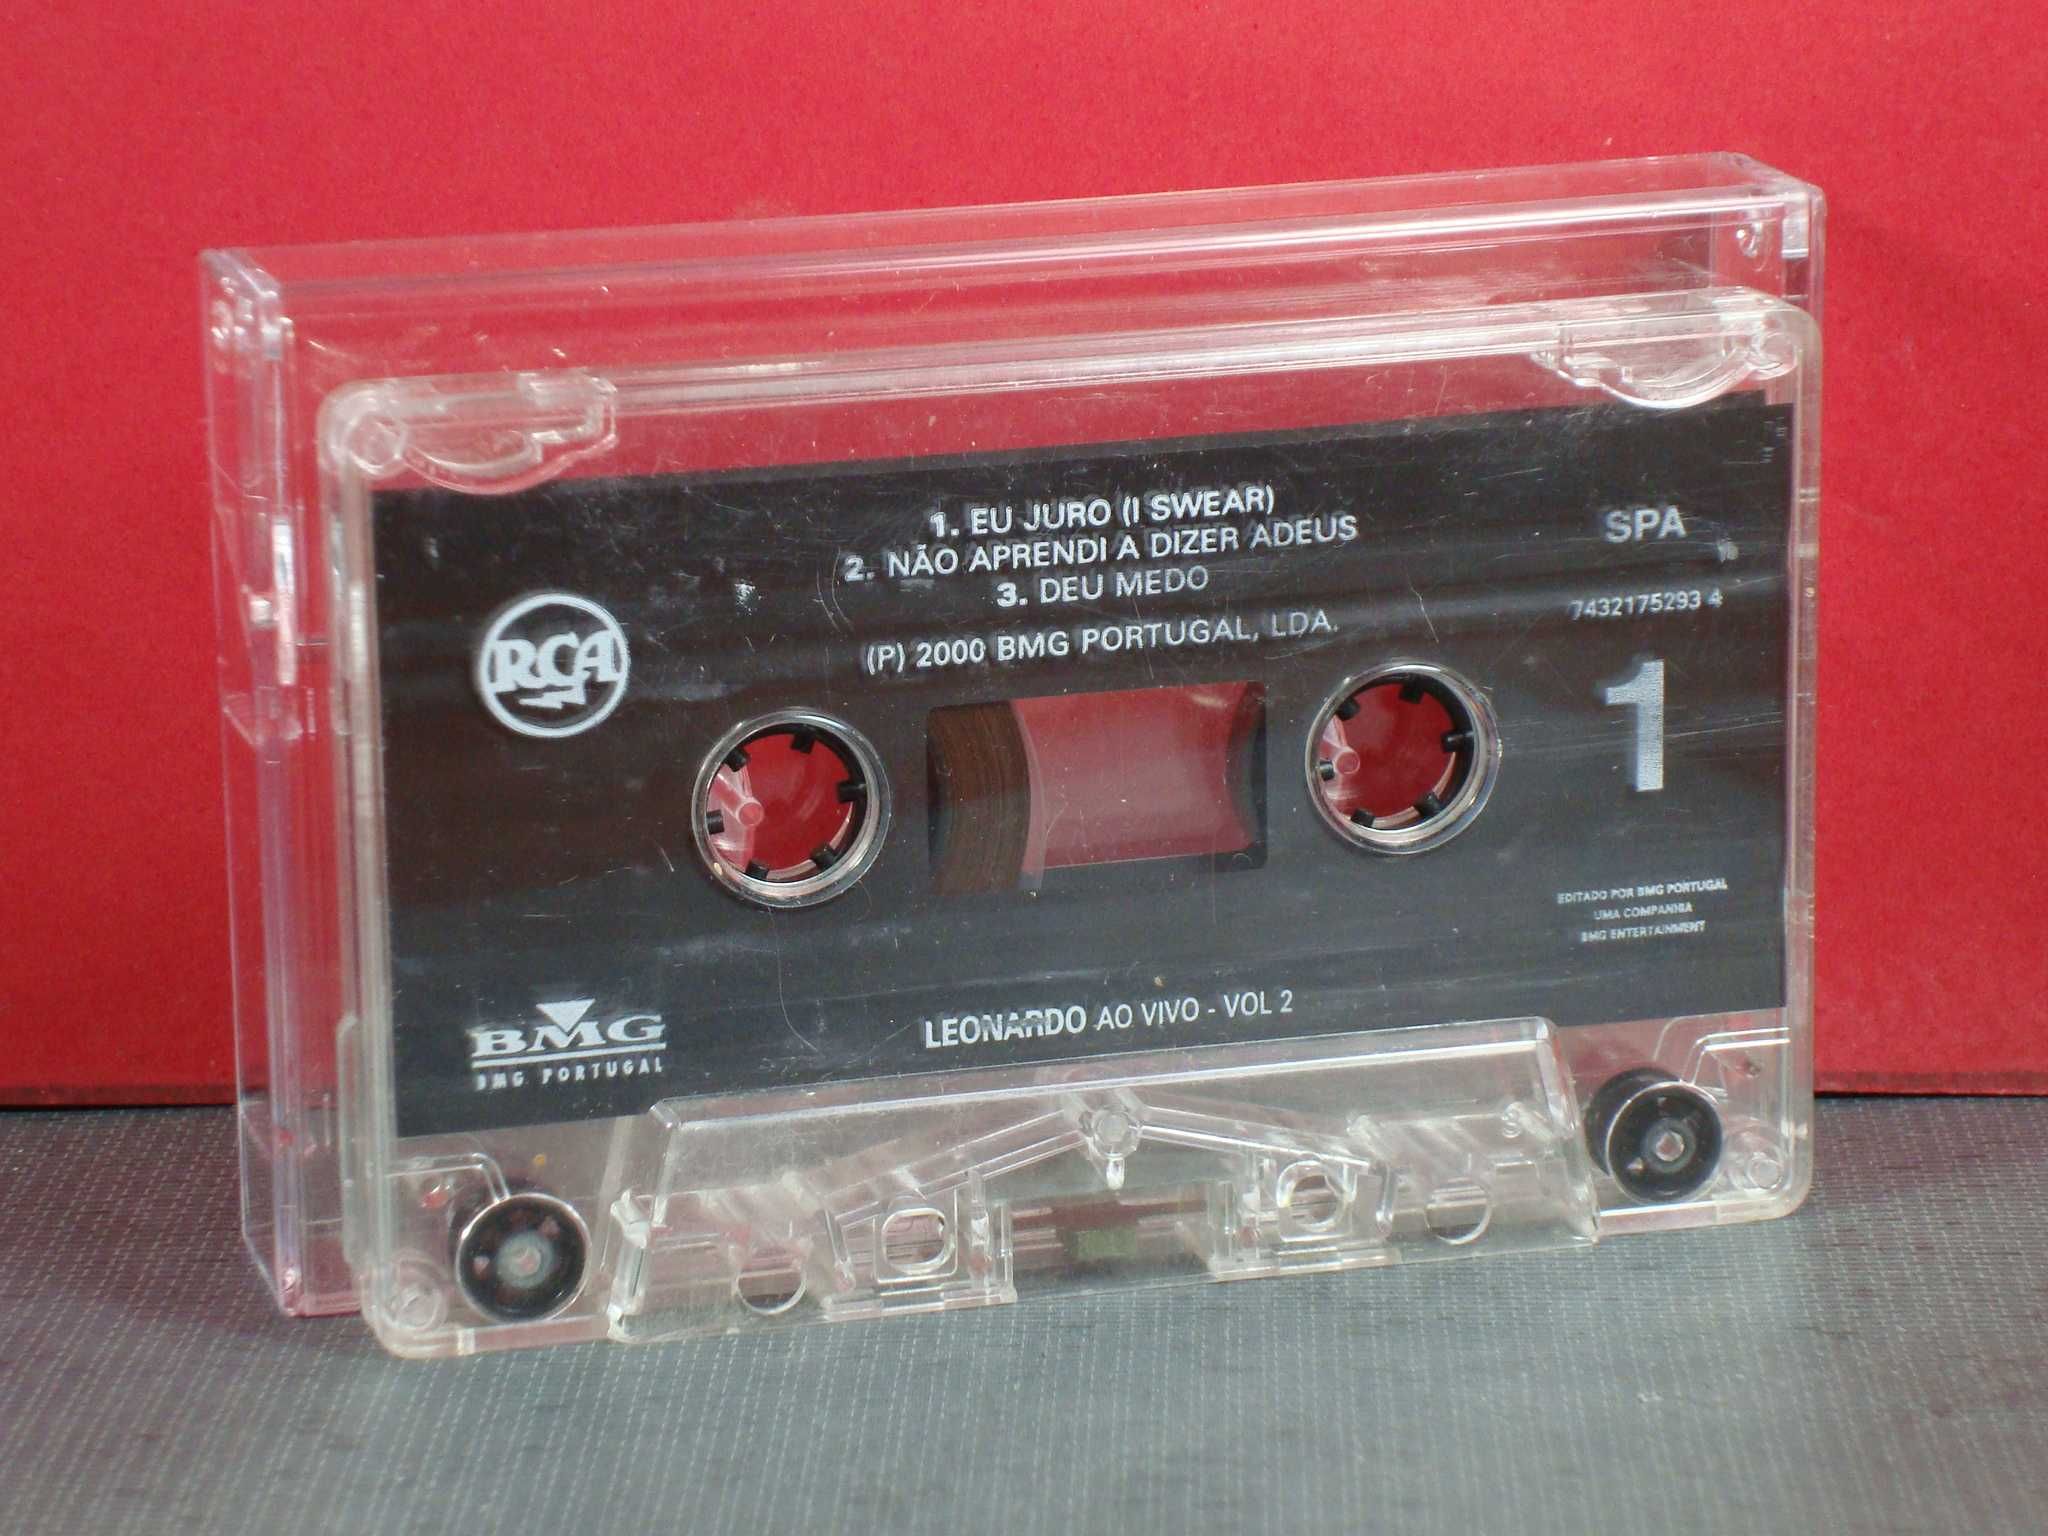 1. EU JURO (I SWEAR)
2. NÃO APRENDI A DIZER ADEUS
3. DEU MEDO
(P) 2000 BMG PORTUGAL, LDA.
SPA
7432175293 4
1
RCA
EDITADO POR BMG PORTUGAL
UMA COMPANHIA
BMG ENTERTAINMENT
BMG
BMG PORTUGAL
LEONARDO AO VIVO - VOL 2